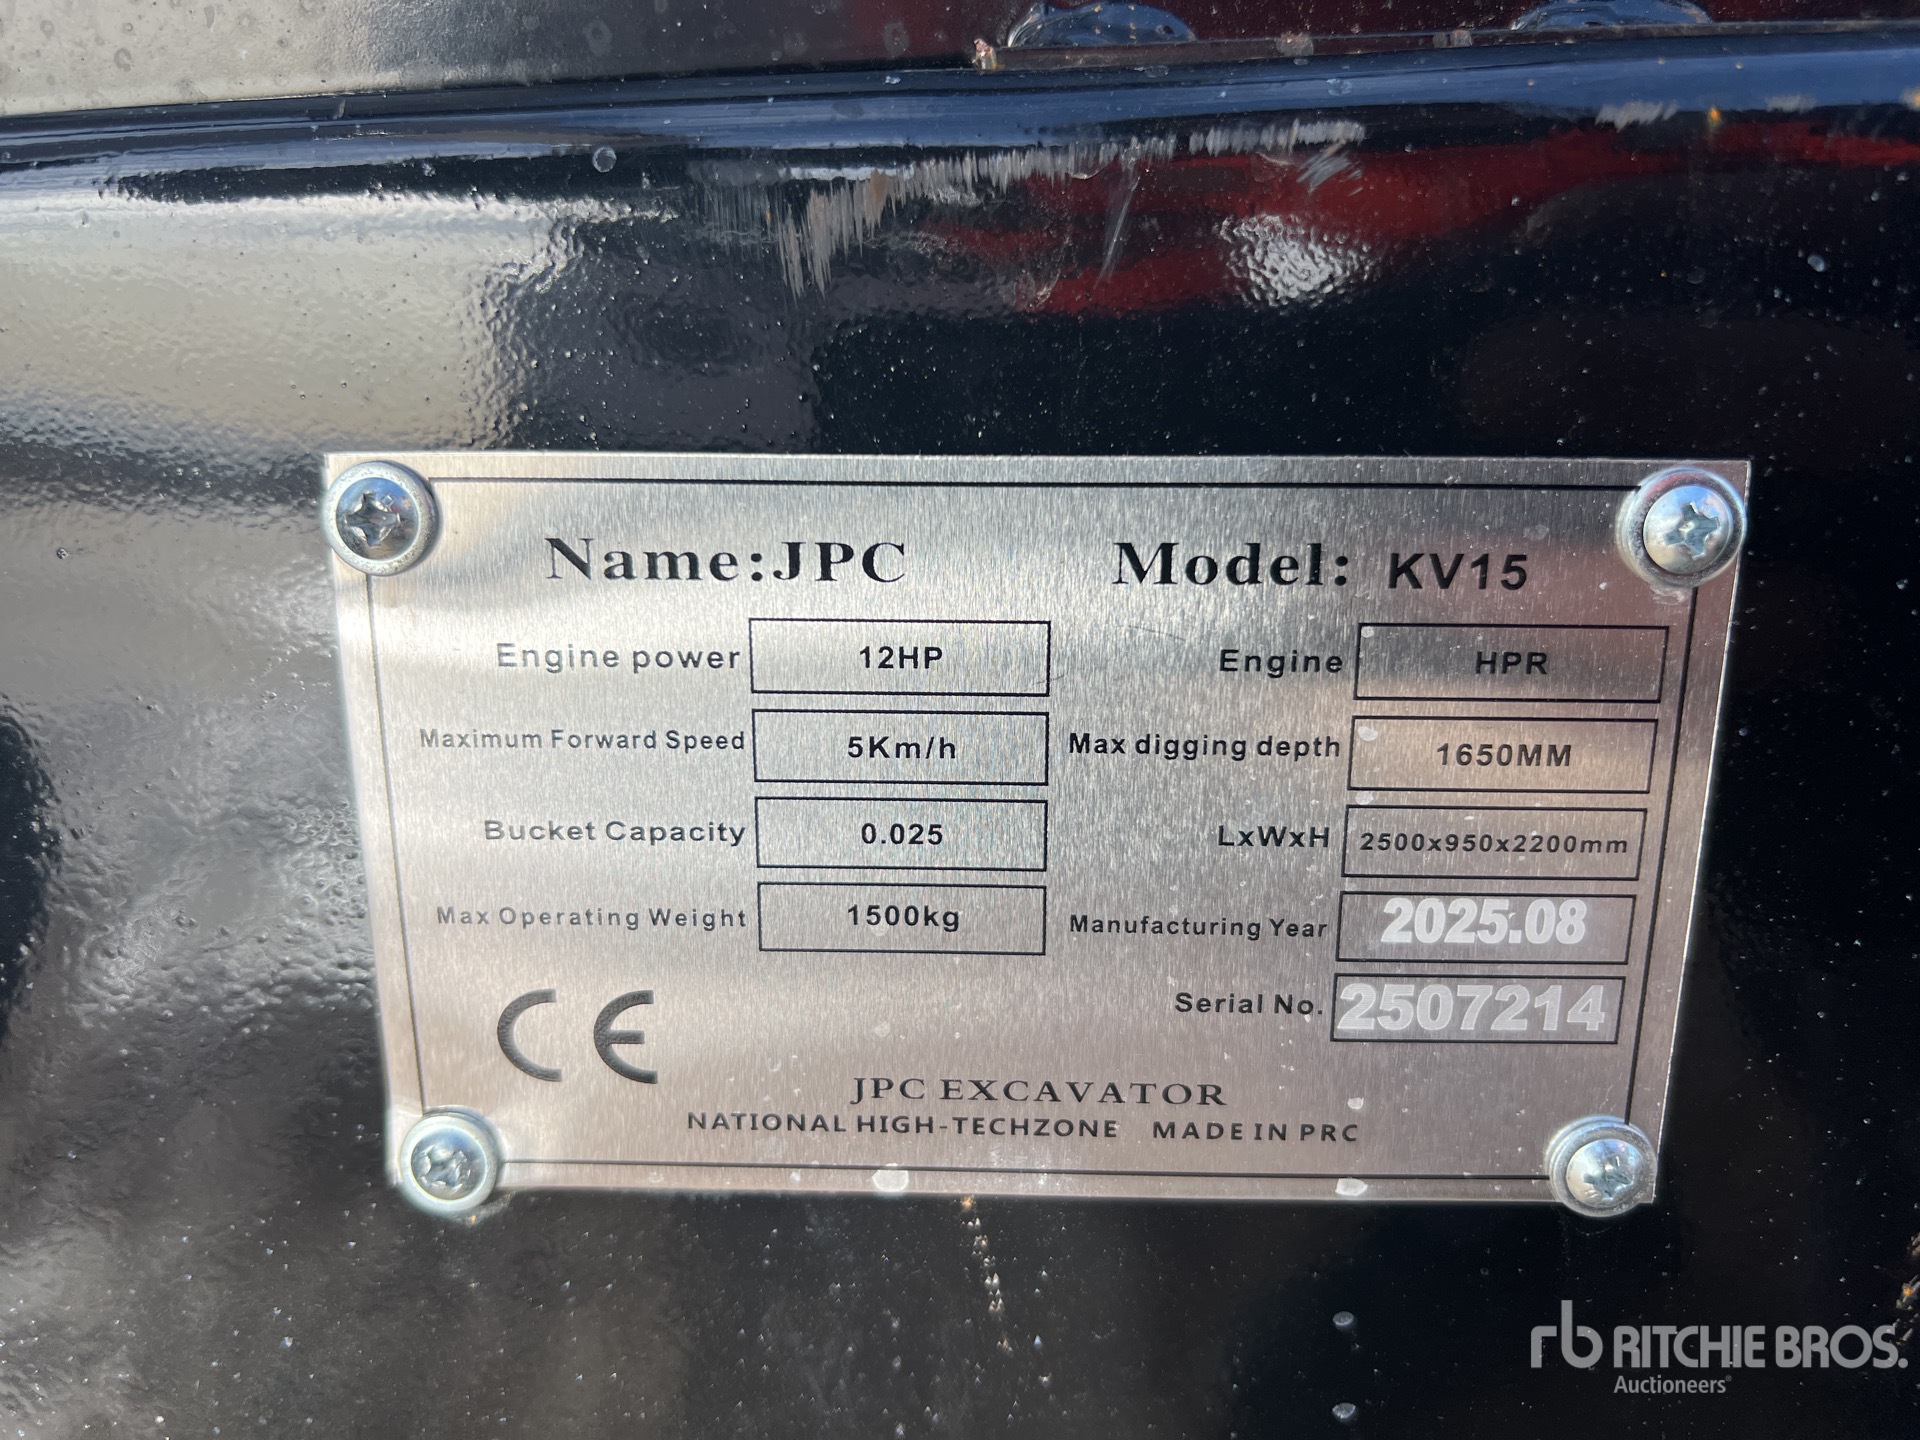 Name:JPC Model: KV15
Engine power 12HP Engine HPR
Maximum Forward Speed 5Km/h Max digging depth 1650MM
Bucket Capacity 0.025 LxWxH 2500x950x2200mm
Max Operating Weight 1500kg Manufacturing Year 2025.08
Serial No. 2507214
CE
JPC EXCAVATOR
NATIONAL HIGH-TECHZONE MADE IN PRC
rb RITCHIE BROS.
Auctioneers